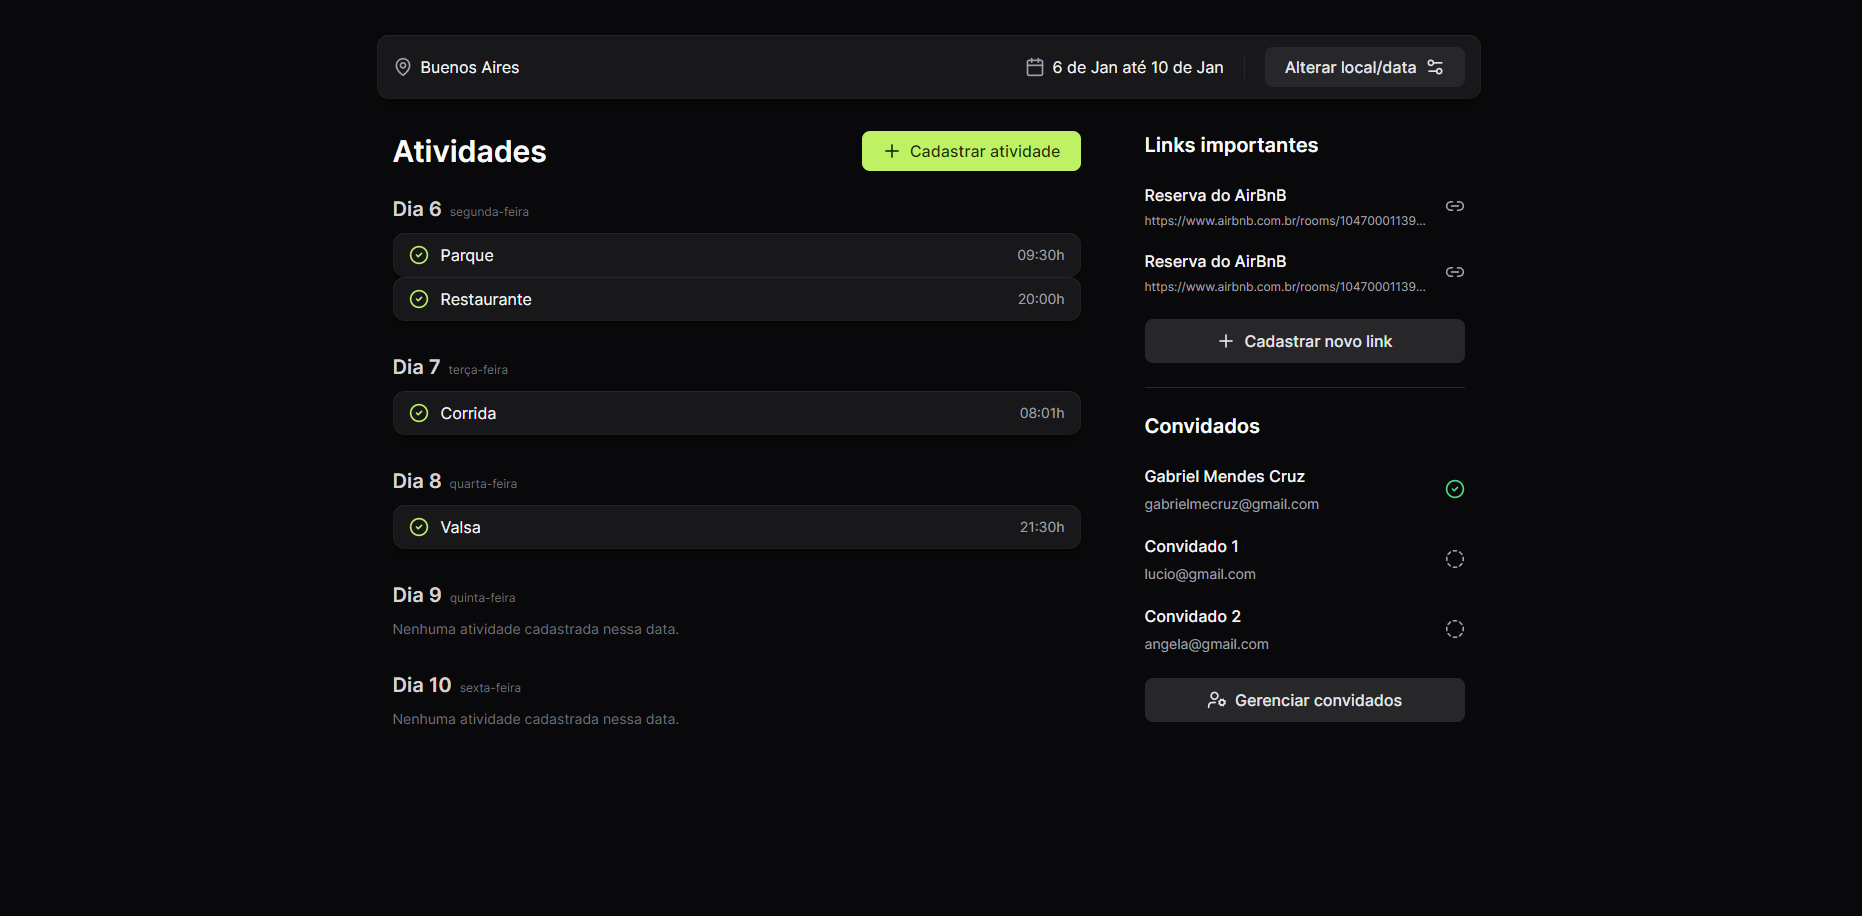 Buenos Aires
6 de Jan até 10 de Jan
Alterar local/data
Atividades
Cadastrar atividade
Dia 6 segunda-feira
Parque 09:30h
Restaurante 20:00h
Dia 7 terça-feira
Corrida 08:01h
Dia 8 quarta-feira
Valsa 21:30h
Dia 9 quinta-feira
Nenhuma atividade cadastrada nessa data.
Dia 10 sexta-feira
Nenhuma atividade cadastrada nessa data.
Links importantes
Reserva do AirBnB
https://www.airbnb.com.br/rooms/10470001139...
Reserva do AirBnB
https://www.airbnb.com.br/rooms/10470001139...
Cadastrar novo link
Convidados
Gabriel Mendes Cruz
gabrielmecruz@gmail.com
Convidado 1
lucio@gmail.com
Convidado 2
angela@gmail.com
Gerenciar convidados